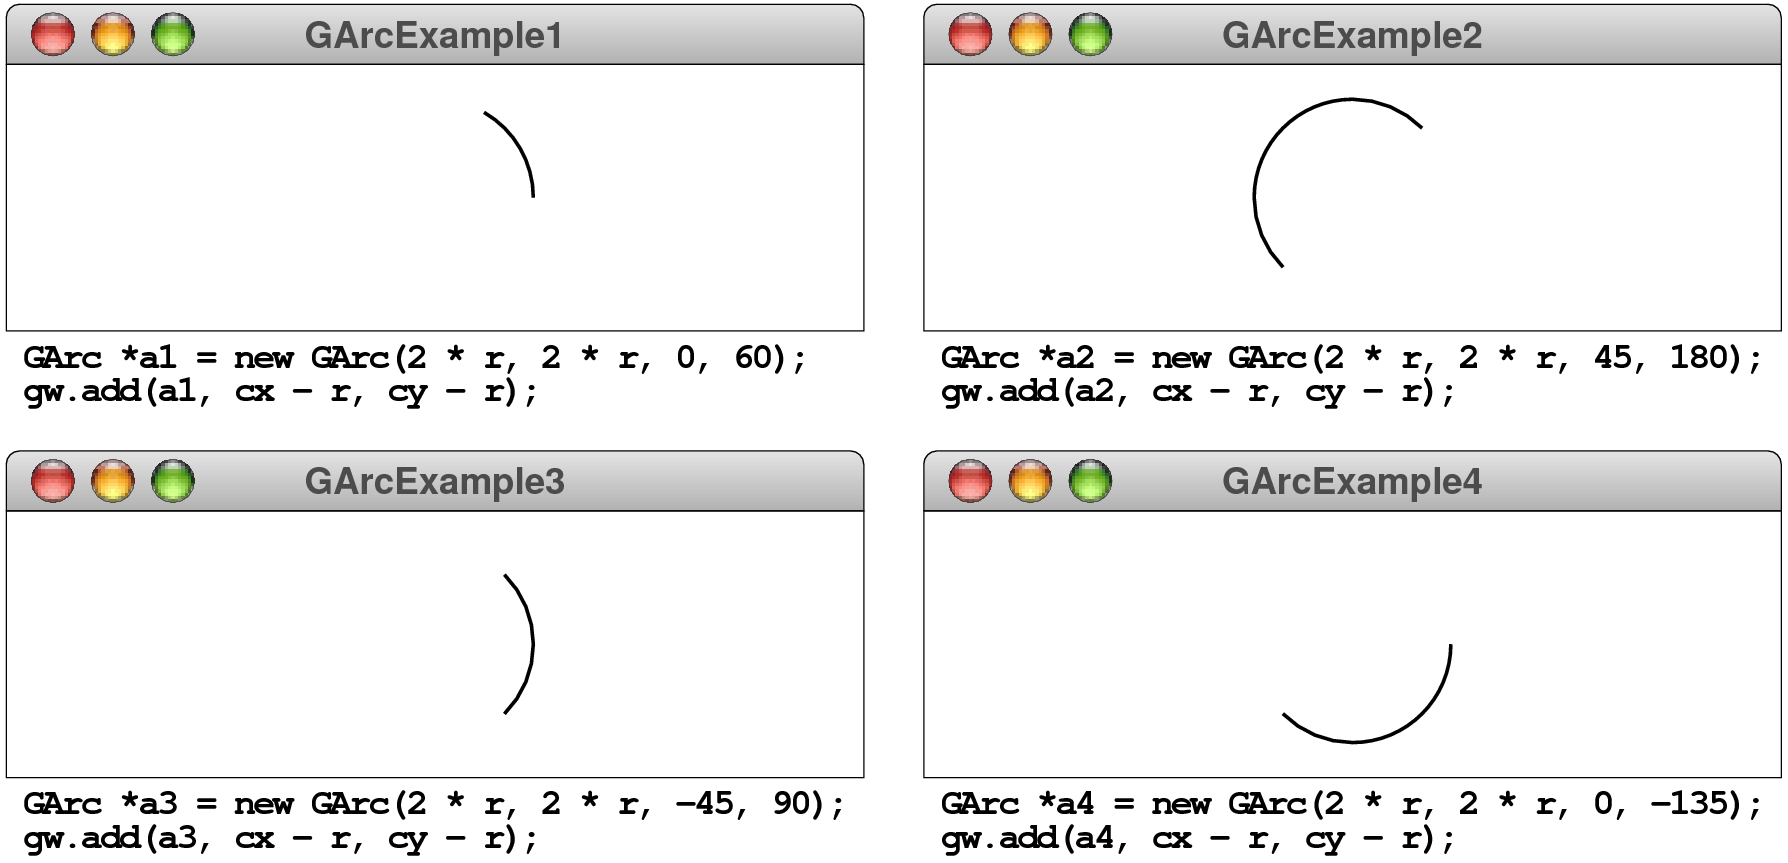 GArcExample1
GArc *a1 = new GArc(2 * r, 2 * r, 0, 60);
gw.add(a1, cx − r, cy − r);
GArcExample2
GArc *a2 = new GArc(2 * r, 2 * r, 45, 180);
gw.add(a2, cx − r, cy − r);
GArcExample3
GArc *a3 = new GArc(2 * r, 2 * r, −45, 90);
gw.add(a3, cx − r, cy − r);
GArcExample4
GArc *a4 = new GArc(2 * r, 2 * r, 0, −135);
gw.add(a4, cx − r, cy − r);